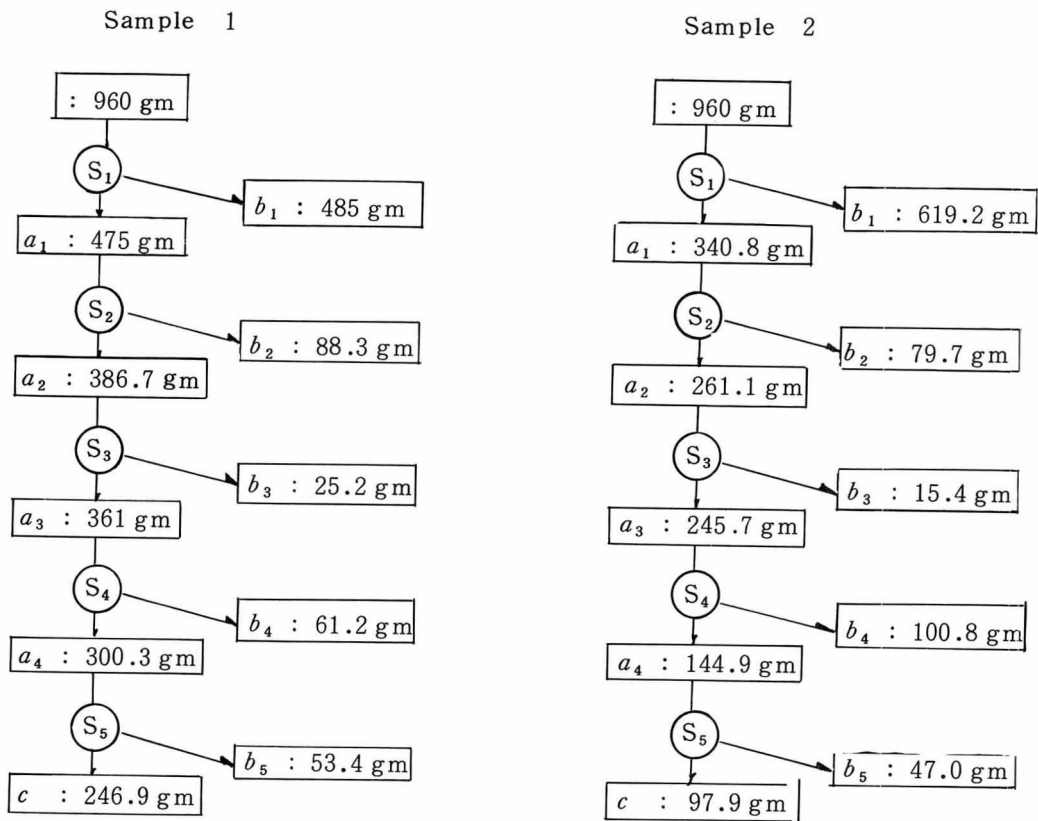 Sample 1
: 960 gm
S₁
b₁ : 485 gm
a₁ : 475 gm
S₂
b₂ : 88.3 gm
a₂ : 386.7 gm
S₃
b₃ : 25.2 gm
a₃ : 361 gm
S₄
b₄ : 61.2 gm
a₄ : 300.3 gm
S₅
b₅ : 53.4 gm
c : 246.9 gm
Sample 2
: 960 gm
S₁
b₁ : 619.2 gm
a₁ : 340.8 gm
S₂
b₂ : 79.7 gm
a₂ : 261.1 gm
S₃
b₃ : 15.4 gm
a₃ : 245.7 gm
S₄
b₄ : 100.8 gm
a₄ : 144.9 gm
S₅
b₅ : 47.0 gm
c : 97.9 gm